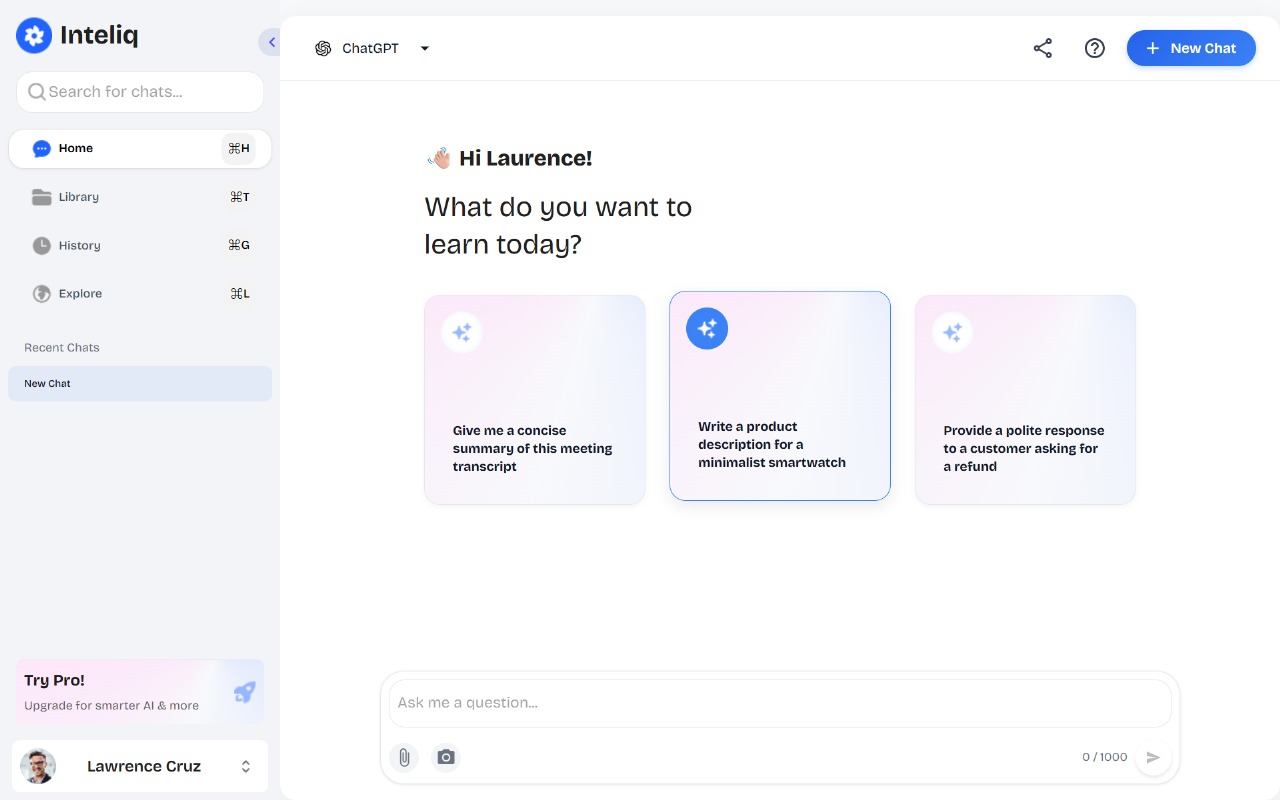 Inteliq
Search for chats...
Home ⌘H
Library ⌘T
History ⌘G
Explore ⌘L
Recent Chats
New Chat
Try Pro!
Upgrade for smarter AI & more
Lawrence Cruz
ChatGPT
New Chat
👋🏼 Hi Laurence!
What do you want to
learn today?
Give me a concise
summary of this meeting
transcript
Write a product
description for a
minimalist smartwatch
Provide a polite response
to a customer asking for
a refund
Ask me a question...
0 / 1000